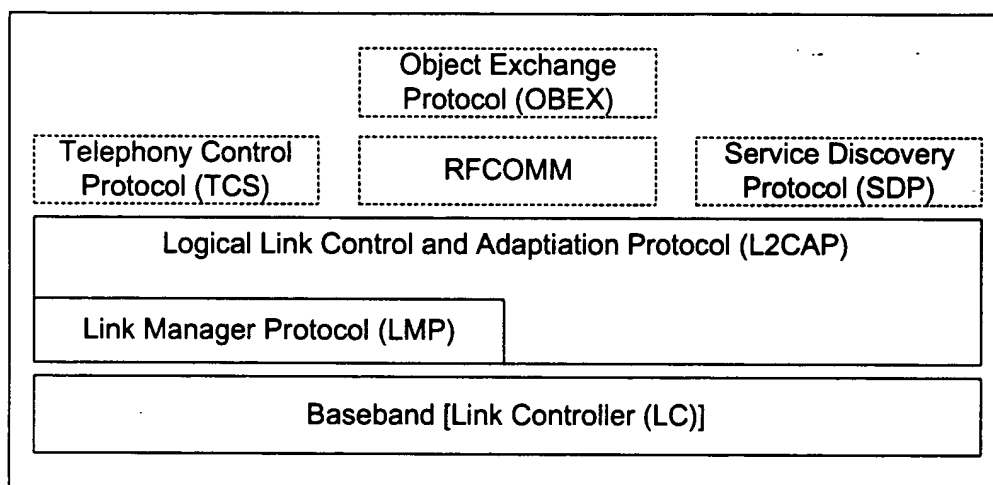 Object Exchange
Protocol (OBEX)
Telephony Control
Protocol (TCS)
RFCOMM
Service Discovery
Protocol (SDP)
Logical Link Control and Adaptiation Protocol (L2CAP)
Link Manager Protocol (LMP)
Baseband [Link Controller (LC)]